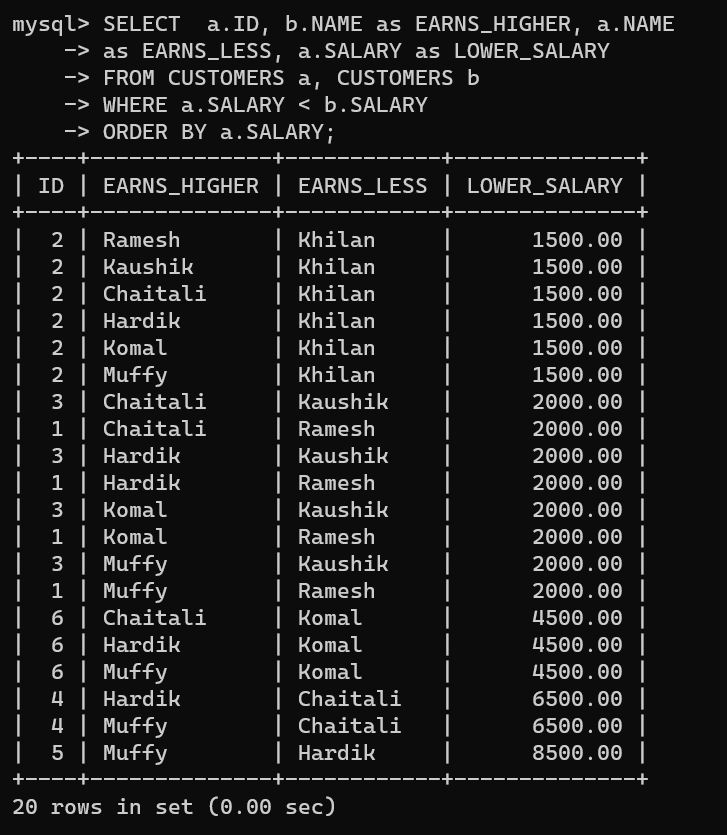 mysql> SELECT  a.ID, b.NAME as EARNS_HIGHER, a.NAME
    -> as EARNS_LESS, a.SALARY as LOWER_SALARY
    -> FROM CUSTOMERS a, CUSTOMERS b
    -> WHERE a.SALARY < b.SALARY
    -> ORDER BY a.SALARY;
+----+--------------+------------+--------------+
| ID | EARNS_HIGHER | EARNS_LESS | LOWER_SALARY |
+----+--------------+------------+--------------+
|  2 | Ramesh       | Khilan     |      1500.00 |
|  2 | Kaushik      | Khilan     |      1500.00 |
|  2 | Chaitali     | Khilan     |      1500.00 |
|  2 | Hardik       | Khilan     |      1500.00 |
|  2 | Komal        | Khilan     |      1500.00 |
|  2 | Muffy        | Khilan     |      1500.00 |
|  3 | Chaitali     | Kaushik    |      2000.00 |
|  1 | Chaitali     | Ramesh     |      2000.00 |
|  3 | Hardik       | Kaushik    |      2000.00 |
|  1 | Hardik       | Ramesh     |      2000.00 |
|  3 | Komal        | Kaushik    |      2000.00 |
|  1 | Komal        | Ramesh     |      2000.00 |
|  3 | Muffy        | Kaushik    |      2000.00 |
|  1 | Muffy        | Ramesh     |      2000.00 |
|  6 | Chaitali     | Komal      |      4500.00 |
|  6 | Hardik       | Komal      |      4500.00 |
|  6 | Muffy        | Komal      |      4500.00 |
|  4 | Hardik       | Chaitali   |      6500.00 |
|  4 | Muffy        | Chaitali   |      6500.00 |
|  5 | Muffy        | Hardik     |      8500.00 |
+----+--------------+------------+--------------+
20 rows in set (0.00 sec)